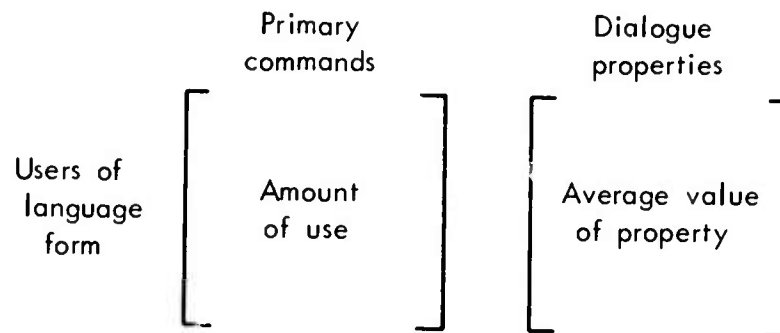 Primary
commands
Dialogue
properties
Users of
language
form
Amount
of use
Average value
of property